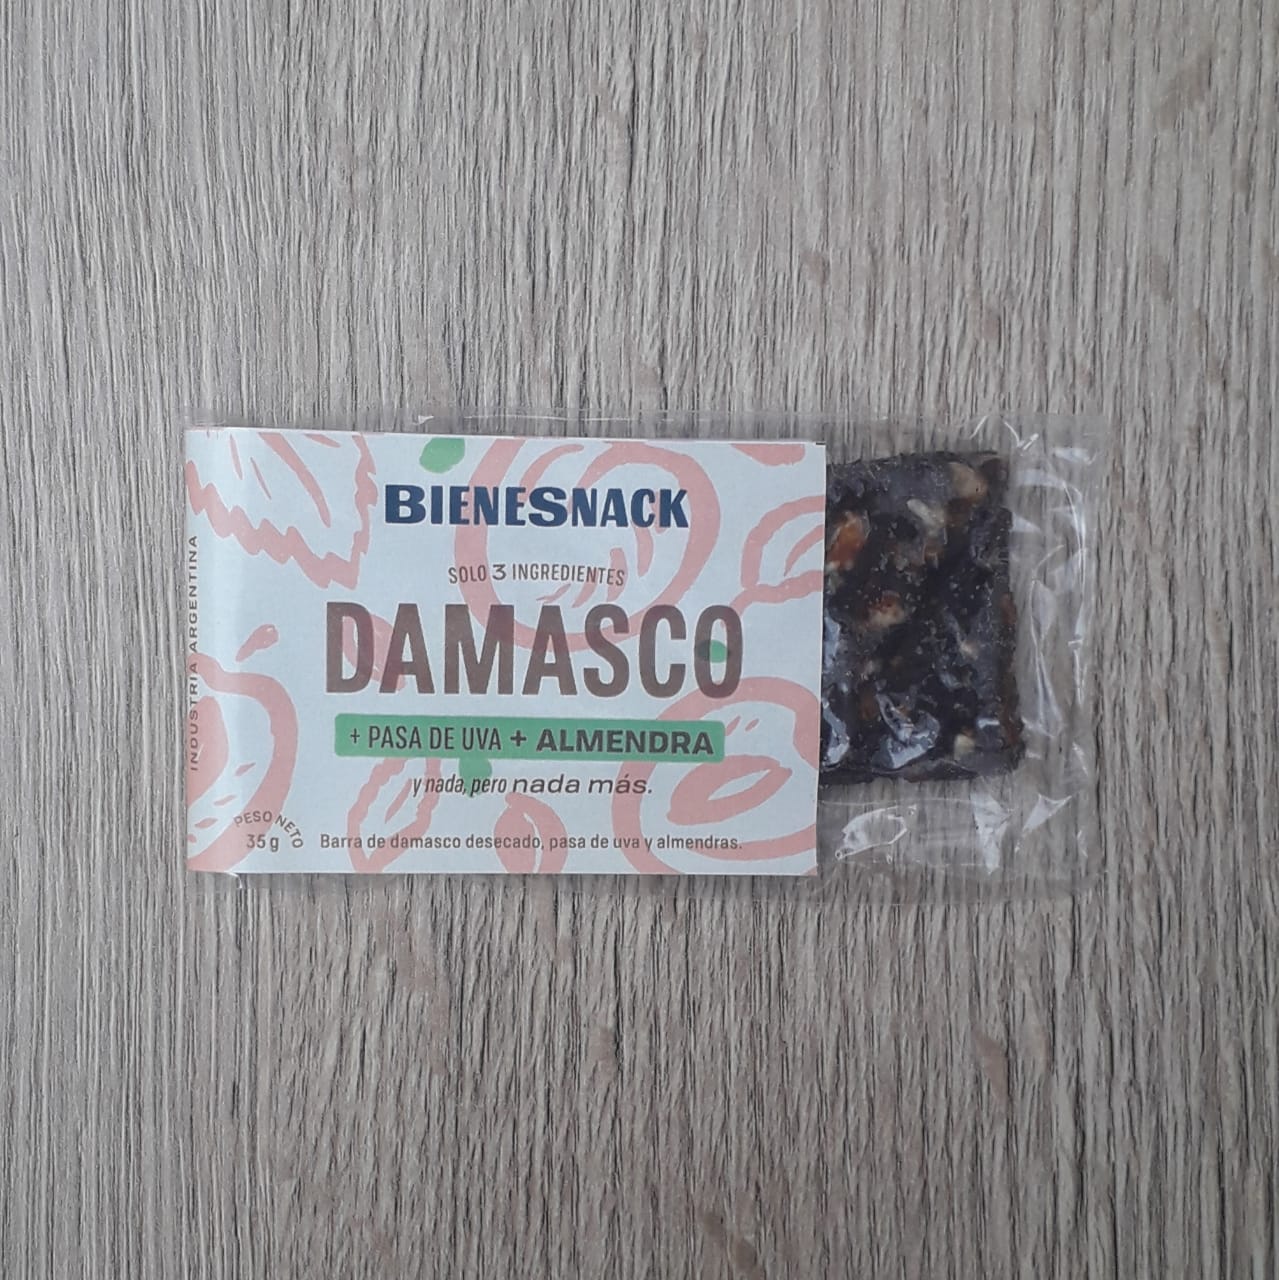 BIENESNACK
SOLO 3 INGREDIENTES
DAMASCO
+ PASA DE UVA + ALMENDRA
y nada, pero nada más.
Barra de damasco desecado, pasa de uva y almendras.
PESO NETO
35 g
INDUSTRIA ARGENTINA